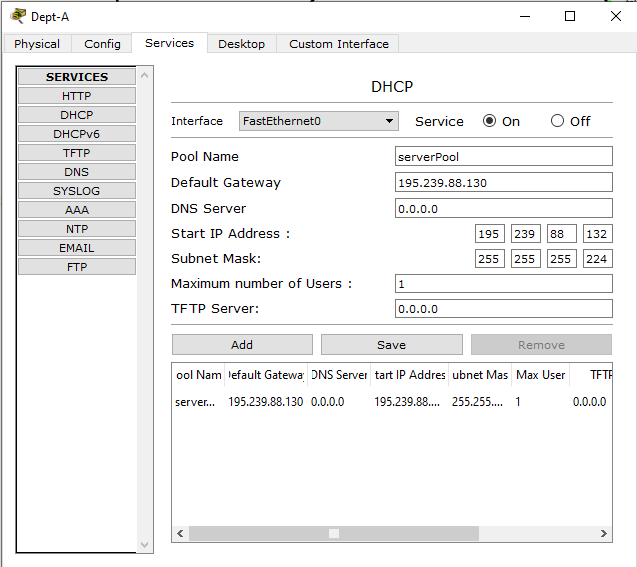 Dept-A
Physical Config Services Desktop Custom Interface
SERVICES
HTTP
DHCP
DHCPv6
TFTP
DNS
SYSLOG
AAA
NTP
EMAIL
FTP
DHCP
Interface FastEthernet0 Service On Off
Pool Name serverPool
Default Gateway 195.239.88.130
DNS Server 0.0.0.0
Start IP Address : 195 239 88 132
Subnet Mask: 255 255 255 224
Maximum number of Users : 1
TFTP Server: 0.0.0.0
Add Save Remove
ool Nam efault Gateway DNS Server tart IP Addres ubnet Mas Max User TFTP
server... 195.239.88.130 0.0.0.0 195.239.88.... 255.255.... 1 0.0.0.0